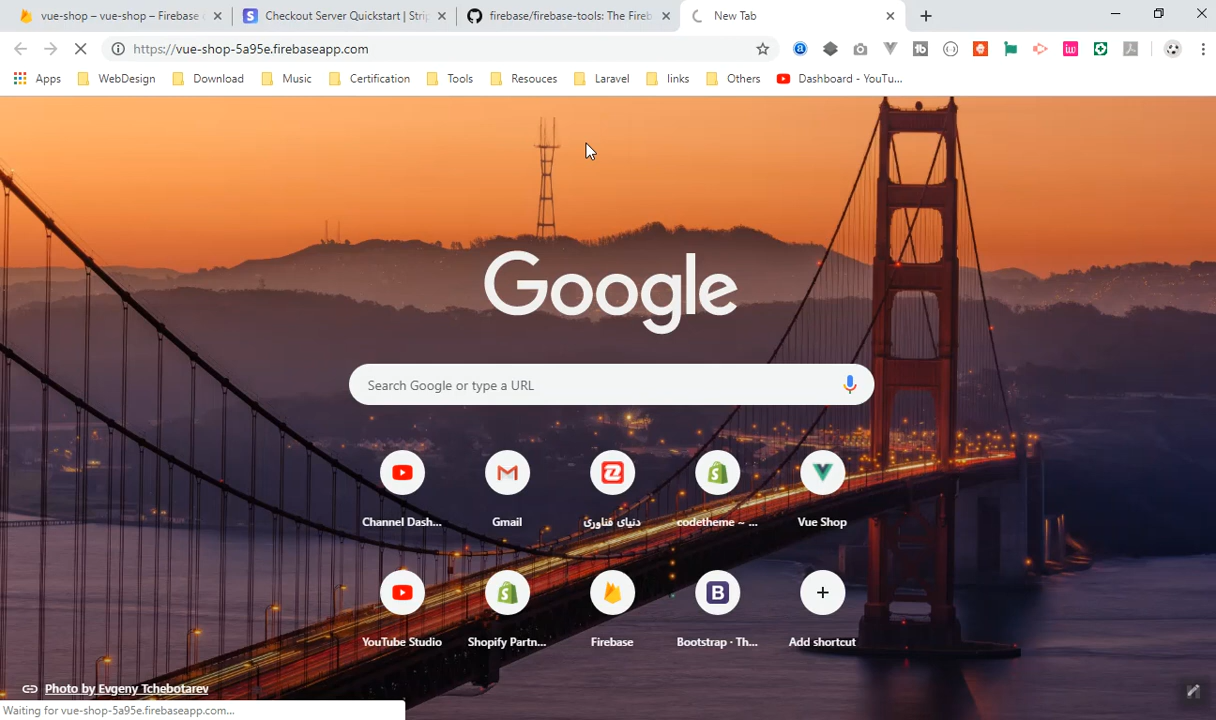 vue-shop – vue-shop – Firebase
Checkout Server Quickstart | Strip
firebase/firebase-tools: The Fireb
New Tab
https://vue-shop-5a95e.firebaseapp.com
Apps
WebDesign
Download
Music
Certification
Tools
Resouces
Laravel
links
Others
Dashboard - YouTu...
Google
Search Google or type a URL
Channel Dash...
Gmail
دنیای فناوری
codetheme ~ ...
Vue Shop
YouTube Studio
Shopify Partn...
Firebase
Bootstrap · Th...
Add shortcut
Photo by Evgeny Tchebotarev
Waiting for vue-shop-5a95e.firebaseapp.com...